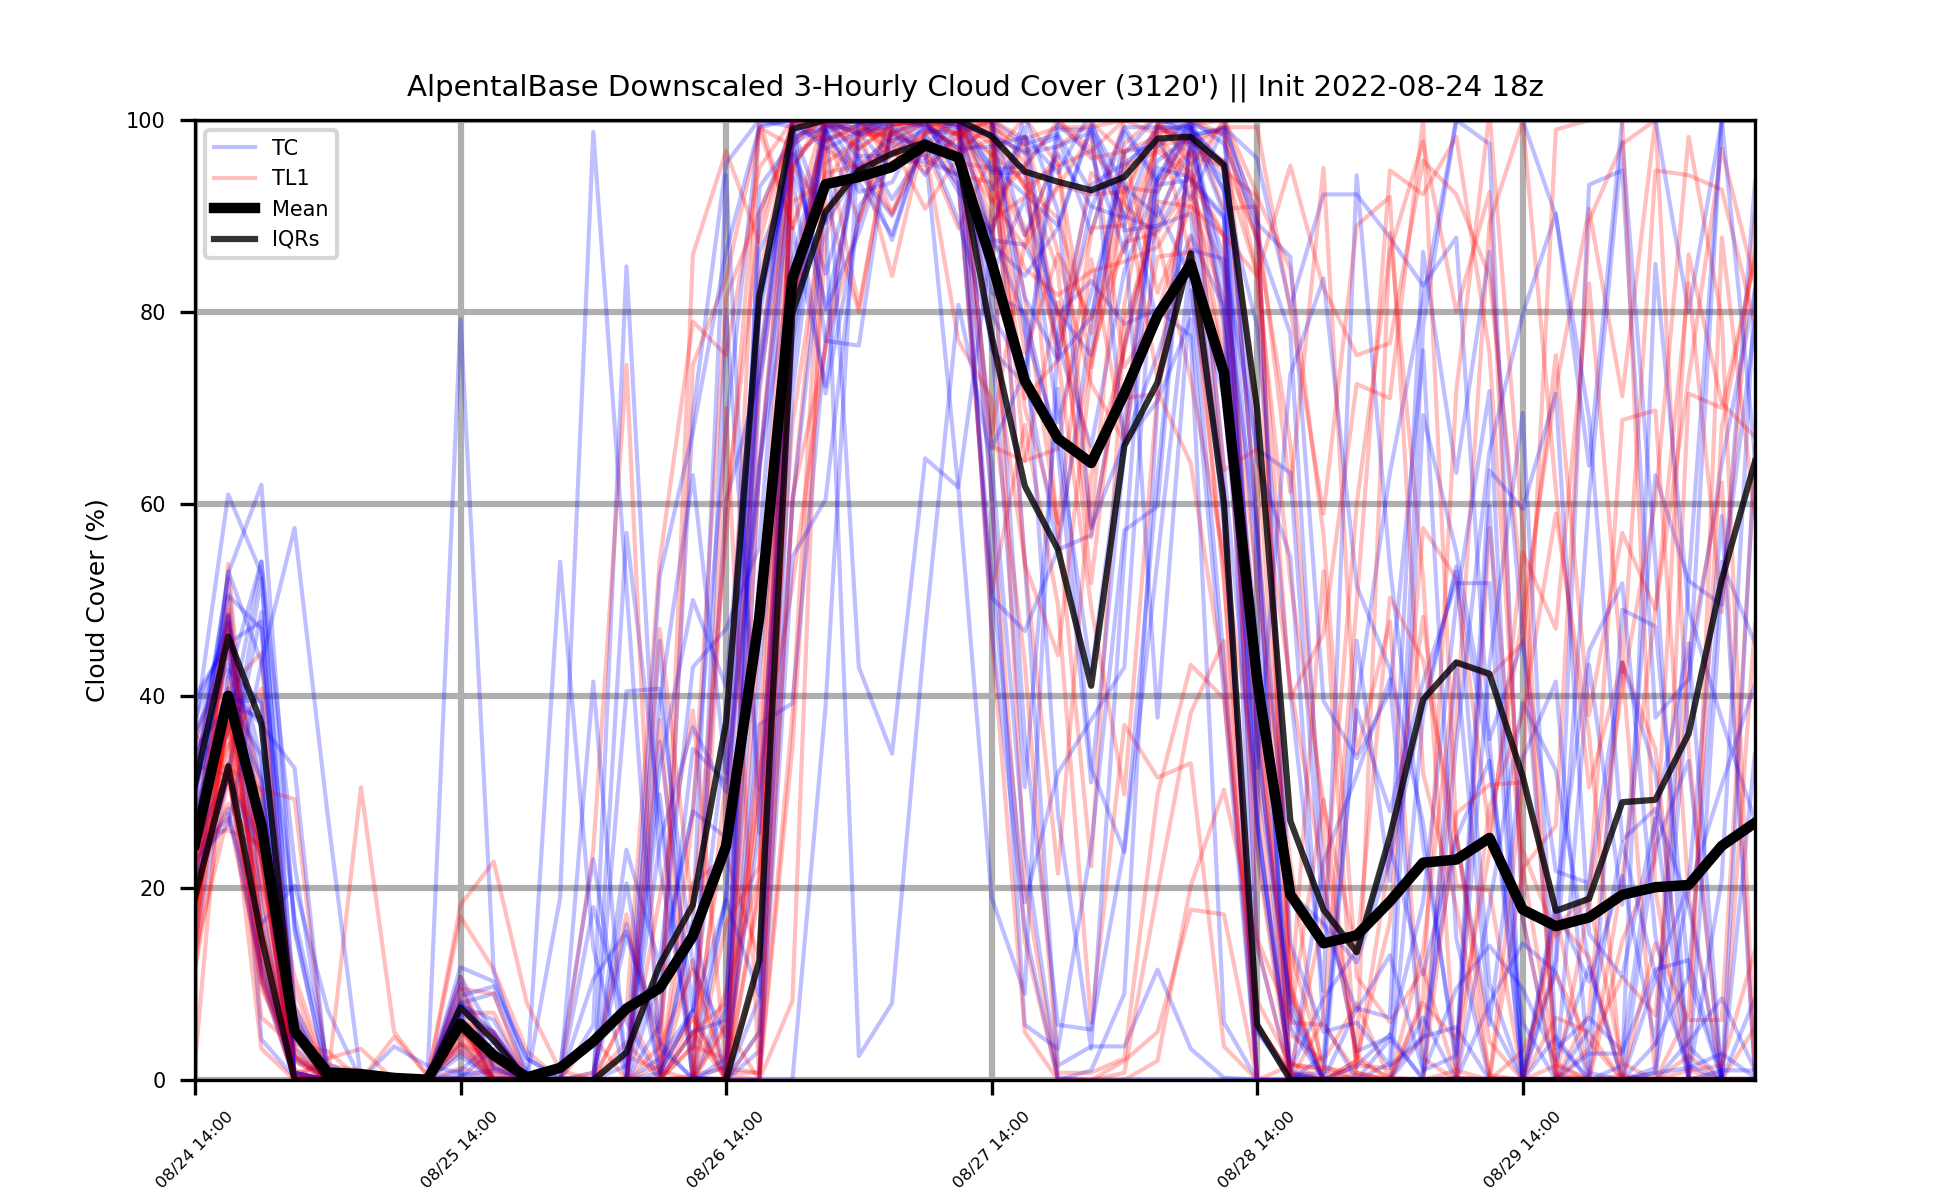 AlpentalBase Downscaled 3-Hourly Cloud Cover (3120') || Init 2022-08-24 18z
Cloud Cover (%)
100
80
60
40
20
0
TC
TL1
Mean
IQRs
08/24 14:00
08/25 14:00
08/26 14:00
08/27 14:00
08/28 14:00
08/29 14:00